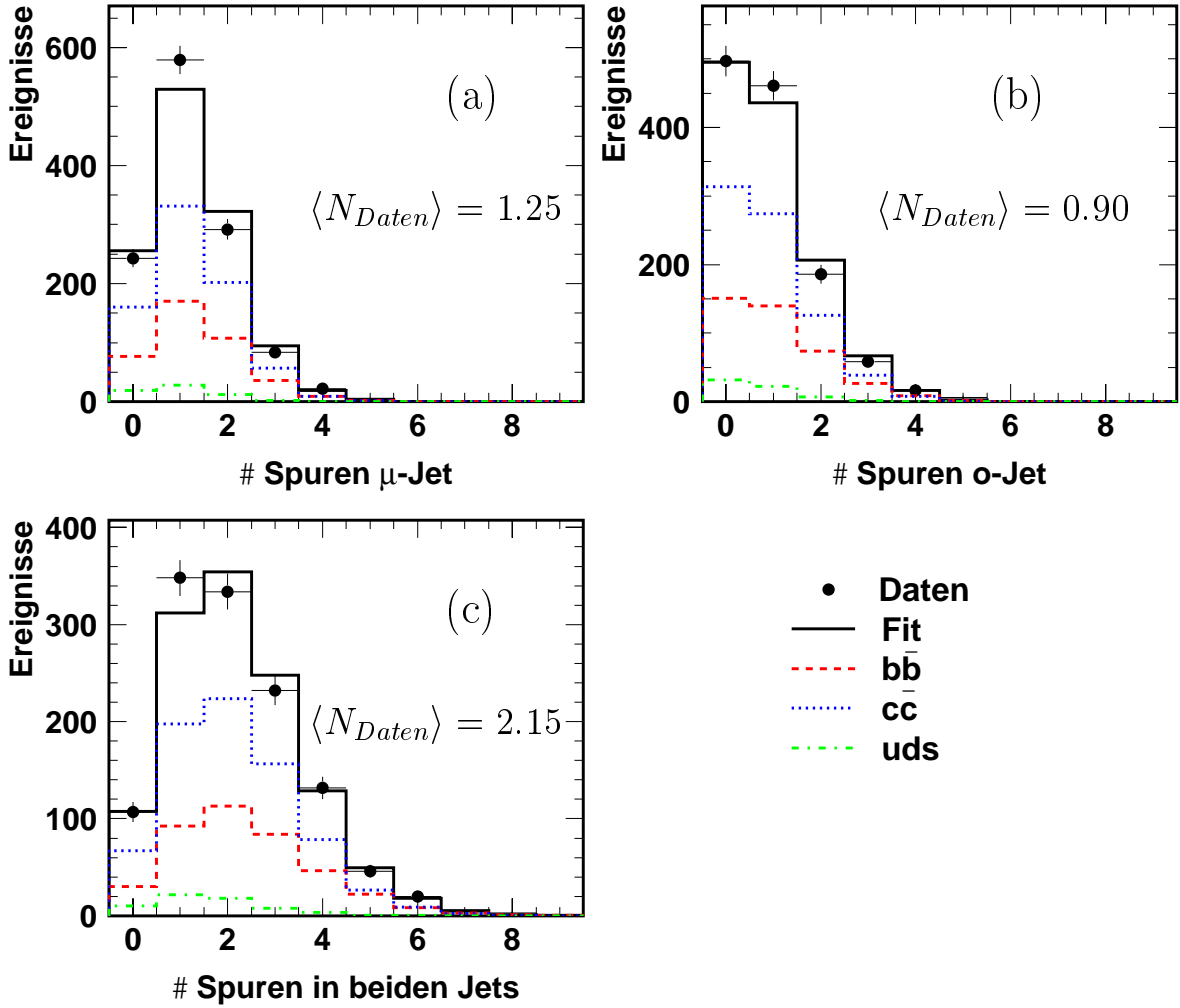 Ereignisse
600
400
200
0
(a)
⟨N_Daten⟩ = 1.25
0 2 4 6 8
# Spuren μ-Jet
Ereignisse
400
200
0
(b)
⟨N_Daten⟩ = 0.90
0 2 4 6 8
# Spuren o-Jet
Ereignisse
400
300
200
100
0
(c)
⟨N_Daten⟩ = 2.15
0 2 4 6 8
# Spuren in beiden Jets
Daten
Fit
bb̄
cc̄
uds